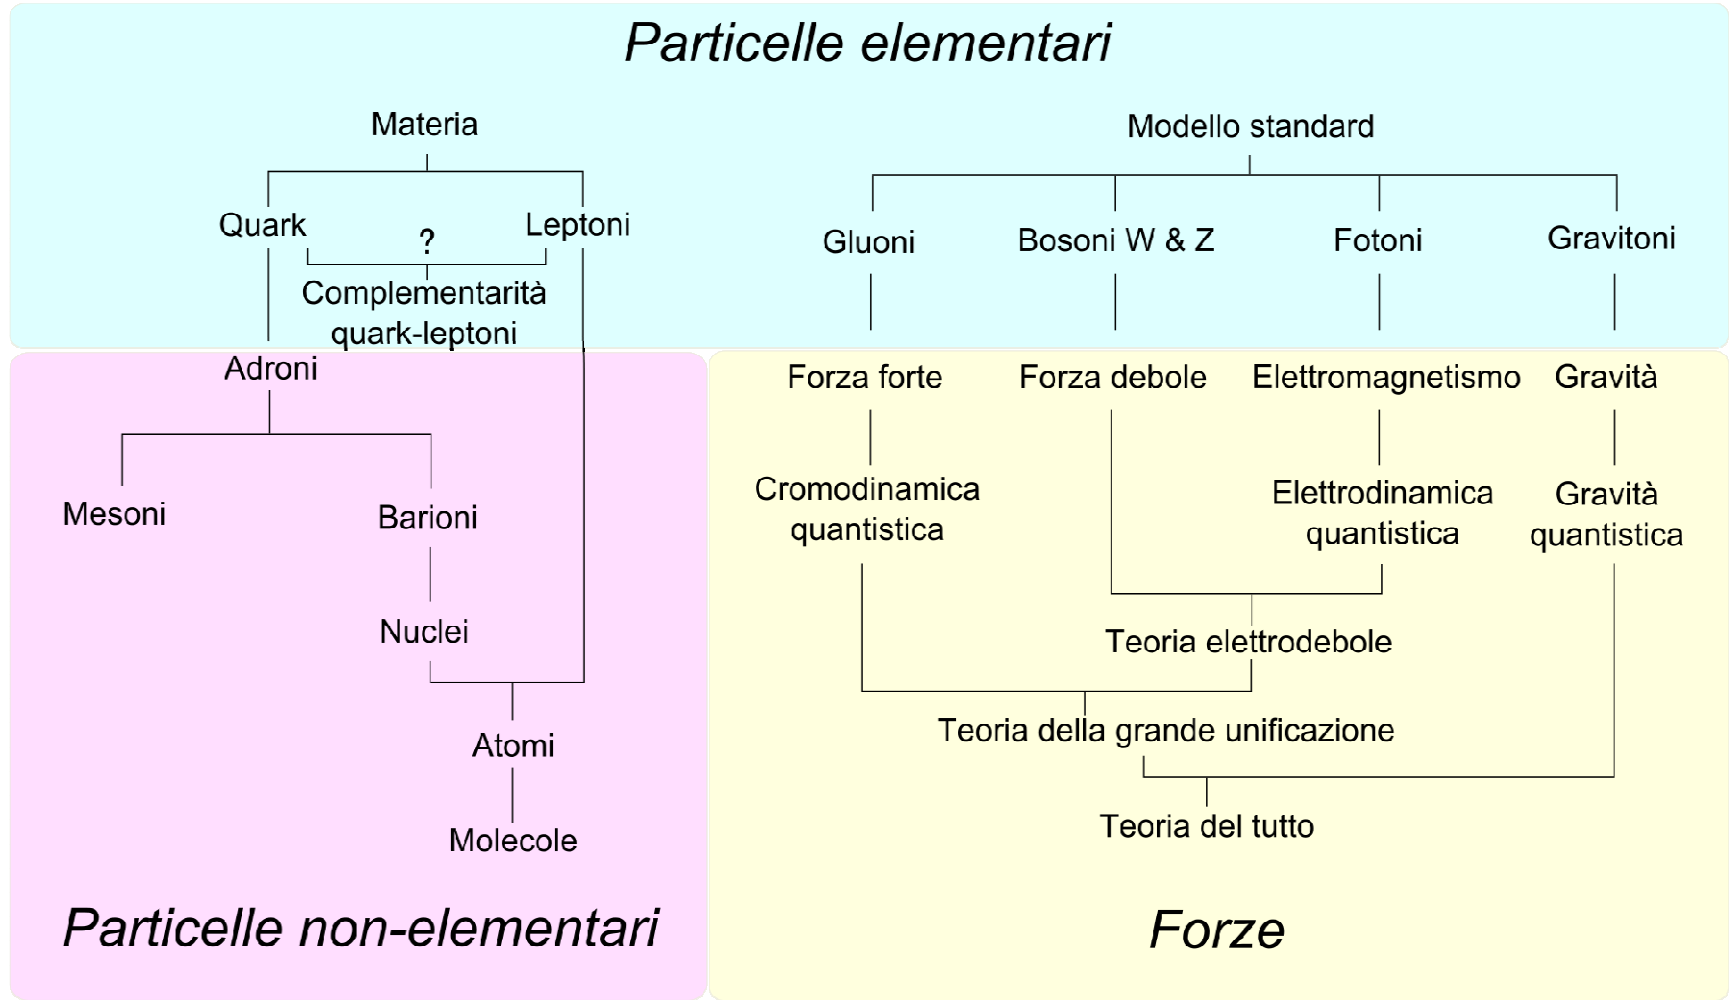 Particelle elementari
Materia
Modello standard
Quark
?
Leptoni
Gluoni
Bosoni W & Z
Fotoni
Gravitoni
Complementarità
quark-leptoni
Adroni
Forza forte
Forza debole
Elettromagnetismo
Gravità
Mesoni
Barioni
Cromodinamica
quantistica
Elettrodinamica
quantistica
Gravità
quantistica
Nuclei
Teoria elettrodebole
Atomi
Teoria della grande unificazione
Molecole
Teoria del tutto
Particelle non-elementari
Forze